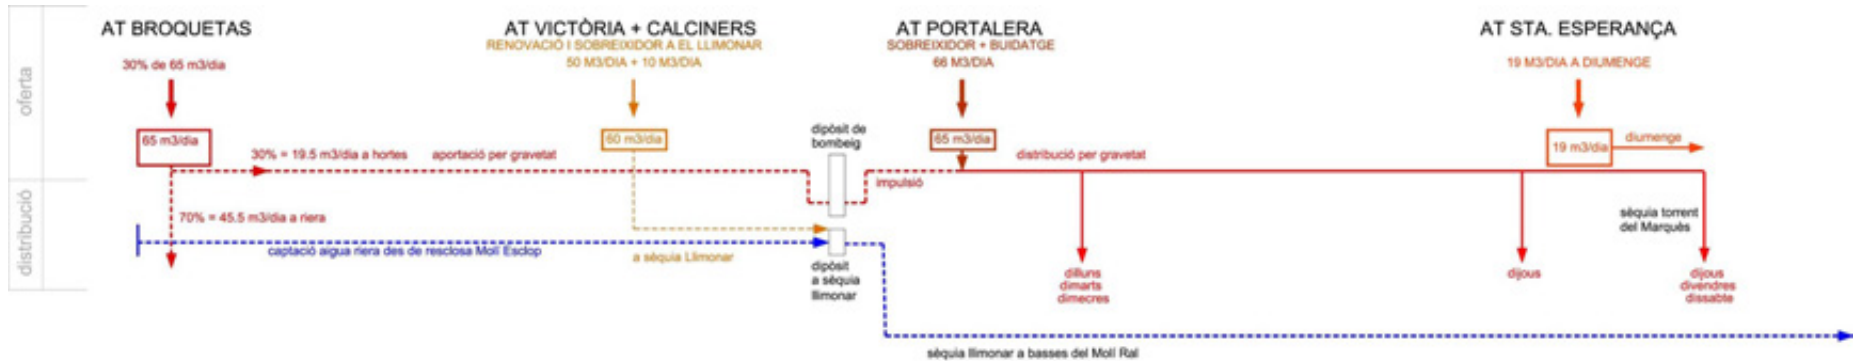 AT BROQUETAS
30% de 65 m3/dia
65 m3/dia
30% = 19.5 m3/dia a hortes
aportació per gravetat
70% = 45.5 m3/dia a riera
captació aigua riera des de resclosa Molí Esclop
AT VICTÒRIA + CALCINERS
RENOVACIÓ I SOBREIXIDOR A EL LLIMONAR
50 M3/DIA + 10 M3/DIA
60 m3/dia
a sèquia Llimonar
dipòsit de
bombeig
dipòsit
a sèquia
llimonar
AT PORTALERA
SOBREIXIDOR + BUIDATGE
66 M3/DIA
65 m3/dia
impulsió
distribució per gravetat
dilluns
dimarts
dimecres
AT STA. ESPERANÇA
19 M3/DIA A DIUMENGE
19 m3/dia
diumenge
sèquia torrent
del Marquès
dijous
dijous
divendres
dissabte
sèquia llimonar a basses del Molí Ral
oferta
distribució